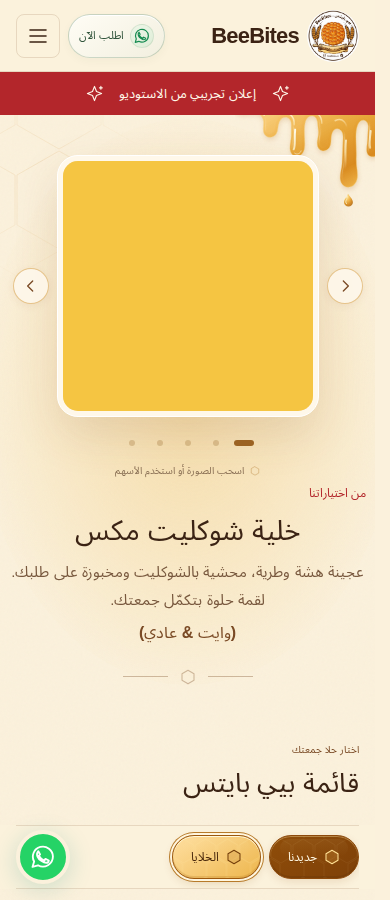 BeeBites
اطلب الآن
إعلان تجريبي من الاستوديو
اسحب الصورة أو استخدم الأسهم
من اختياراتنا
خلية شوكليت مكس
عجينة هشة وطرية، محشية بالشوكليت ومخبوزة على طلبك.
لقمة حلوة بتكمّل جمعتك.
(وايت & عادي)
اختار حلا جمعتك
قائمة بيي بايتس
جديدنا
الخلايا